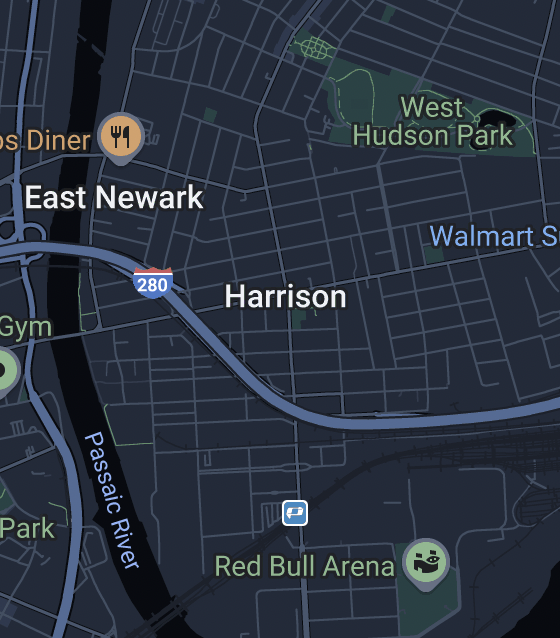 West
Hudson Park
os Diner
East Newark
Walmart S
280
Harrison
Gym
Passaic River
Park
Red Bull Arena